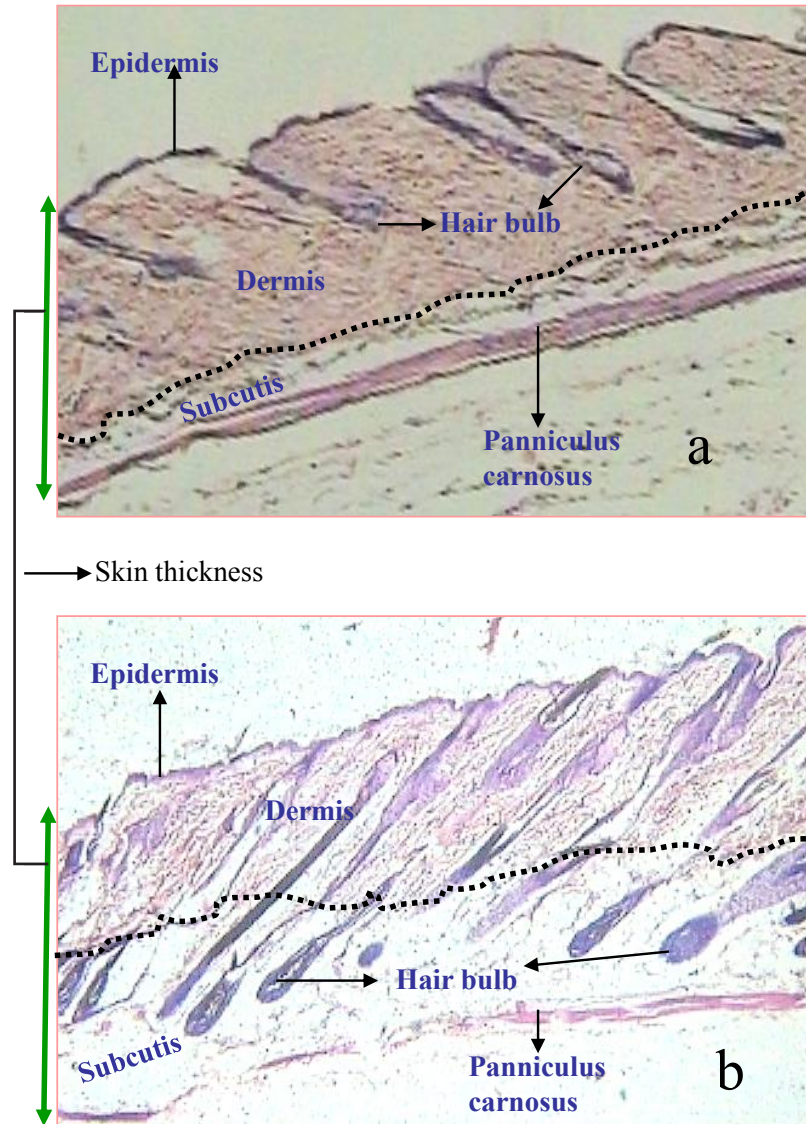 Epidermis
Hair bulb
Dermis
Subcutis
Panniculus
carnosus
a
Skin thickness
Epidermis
Dermis
Hair bulb
Subcutis
Panniculus
carnosus
b